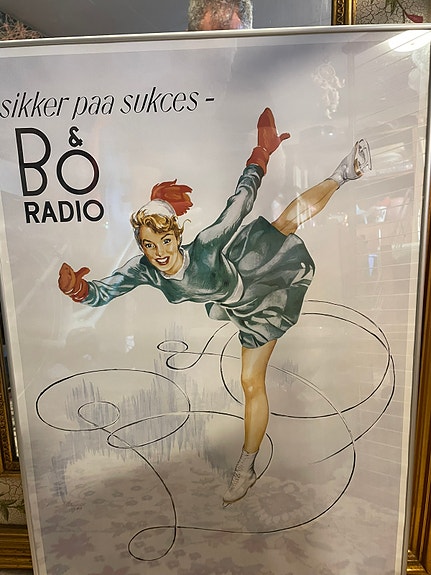 sikker paa sukces -
B&O
RADIO